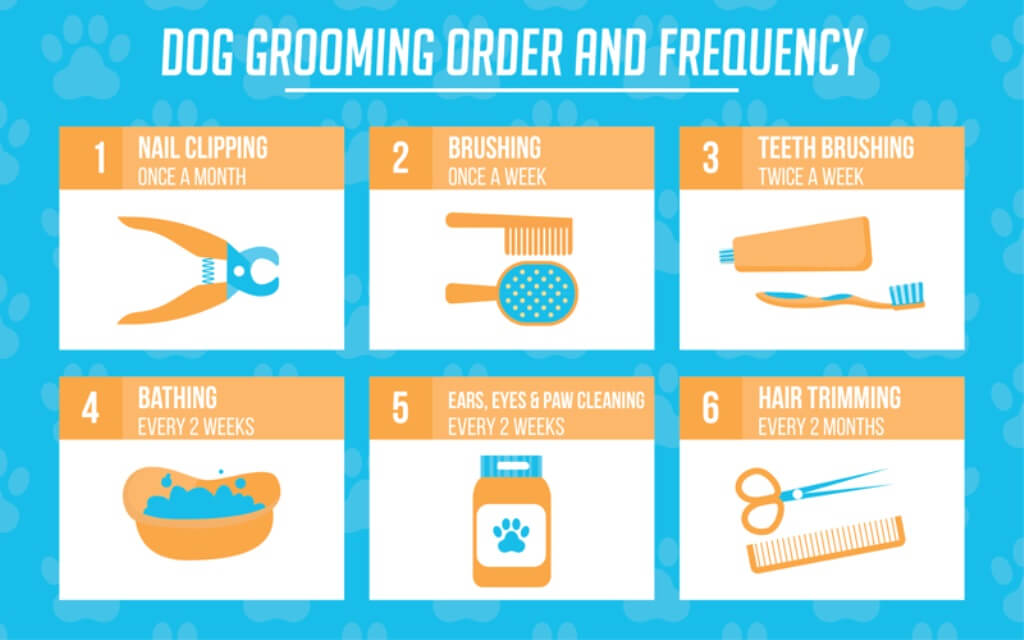 DOG GROOMING ORDER AND FREQUENCY
1
NAIL CLIPPING
ONCE A MONTH
2
BRUSHING
ONCE A WEEK
3
TEETH BRUSHING
TWICE A WEEK
4
BATHING
EVERY 2 WEEKS
5
EARS, EYES & PAW CLEANING
EVERY 2 WEEKS
6
HAIR TRIMMING
EVERY 2 MONTHS